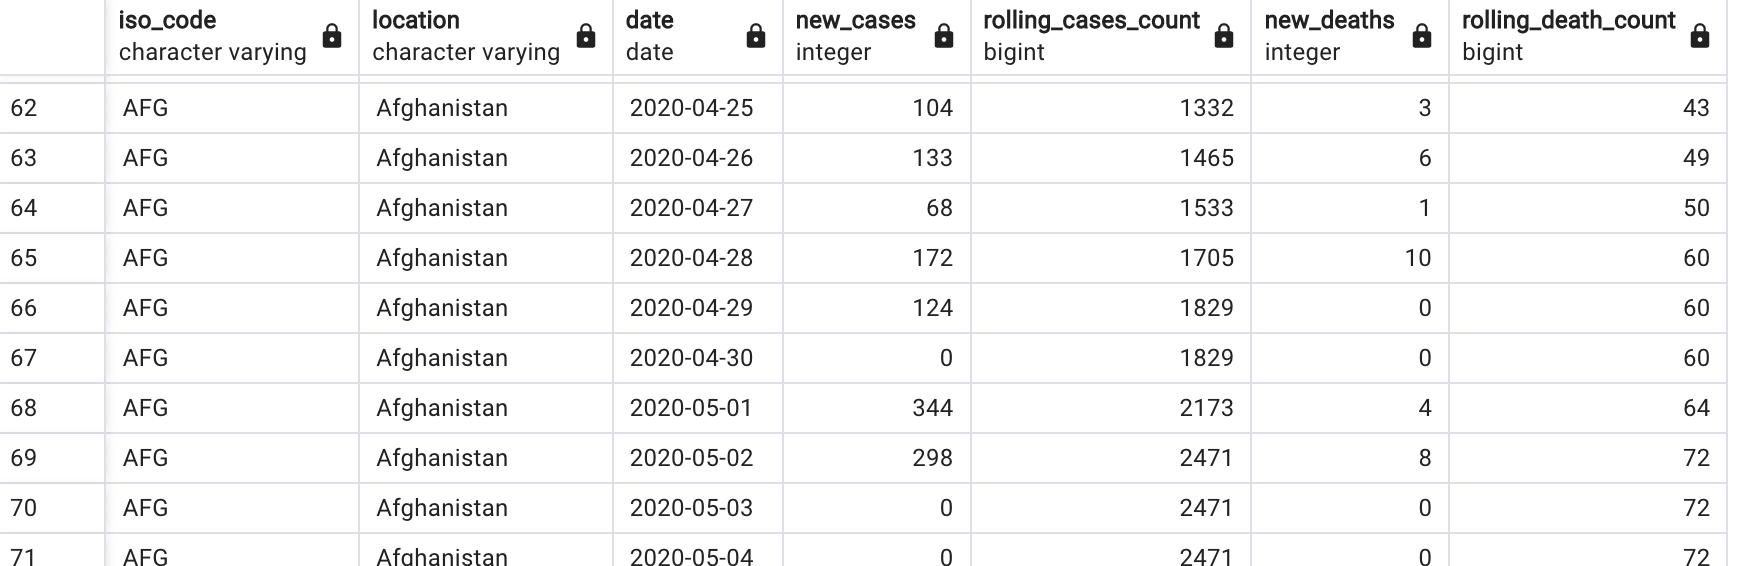 iso_code location date new_cases rolling_cases_count new_deaths rolling_death_count
character varying character varying date integer bigint integer bigint
62 AFG Afghanistan 2020-04-25 104 1332 3 43
63 AFG Afghanistan 2020-04-26 133 1465 6 49
64 AFG Afghanistan 2020-04-27 68 1533 1 50
65 AFG Afghanistan 2020-04-28 172 1705 10 60
66 AFG Afghanistan 2020-04-29 124 1829 0 60
67 AFG Afghanistan 2020-04-30 0 1829 0 60
68 AFG Afghanistan 2020-05-01 344 2173 4 64
69 AFG Afghanistan 2020-05-02 298 2471 8 72
70 AFG Afghanistan 2020-05-03 0 2471 0 72
71 AFG Afghanistan 2020-05-04 0 2471 0 72